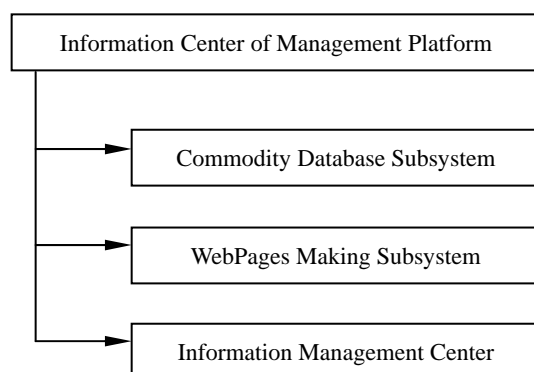 Information Center of Management Platform
Commodity Database Subsystem
WebPages Making Subsystem
Information Management Center